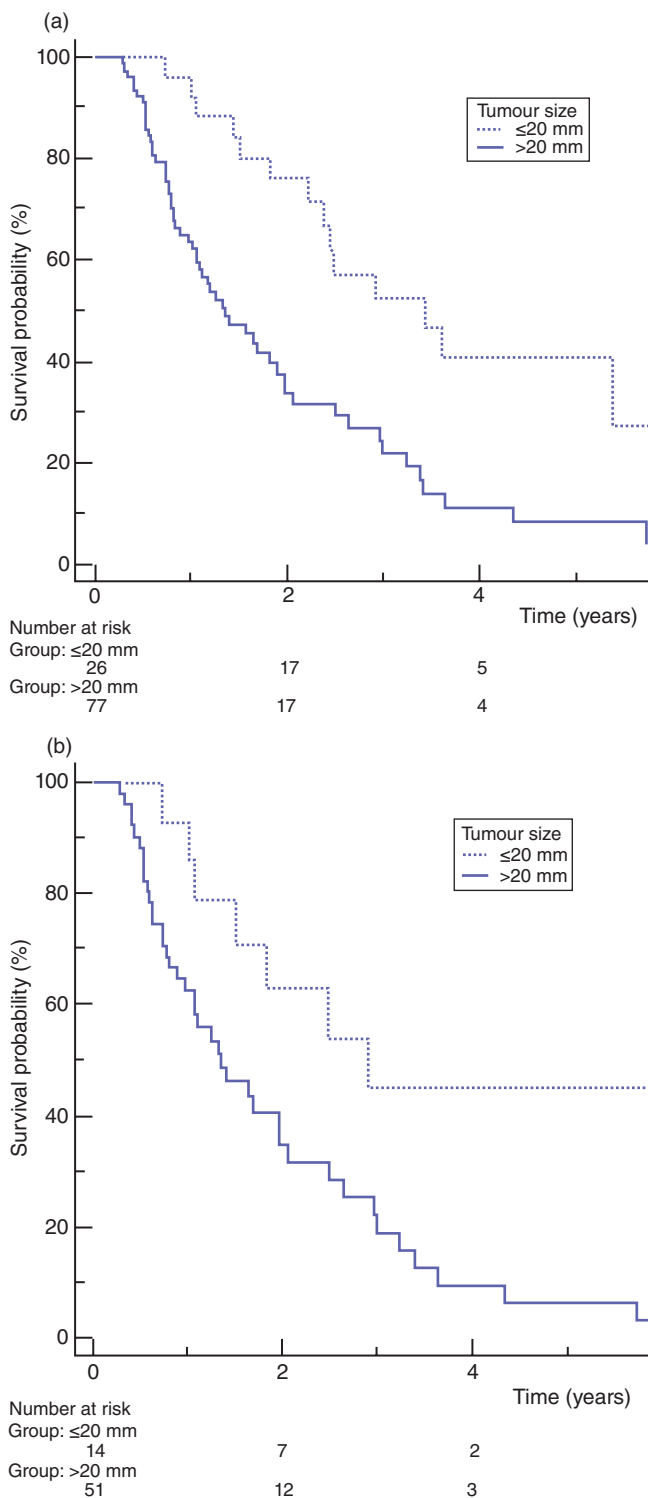 (a)
100
80
60
40
20
0
Survival probability (%)
Tumour size
≤20 mm
>20 mm
0 2 4
Time (years)
Number at risk
Group: ≤20 mm
26 17 5
Group: >20 mm
77 17 4
(b)
100
80
60
40
20
0
Survival probability (%)
Tumour size
≤20 mm
>20 mm
0 2 4
Time (years)
Number at risk
Group: ≤20 mm
14 7 2
Group: >20 mm
51 12 3